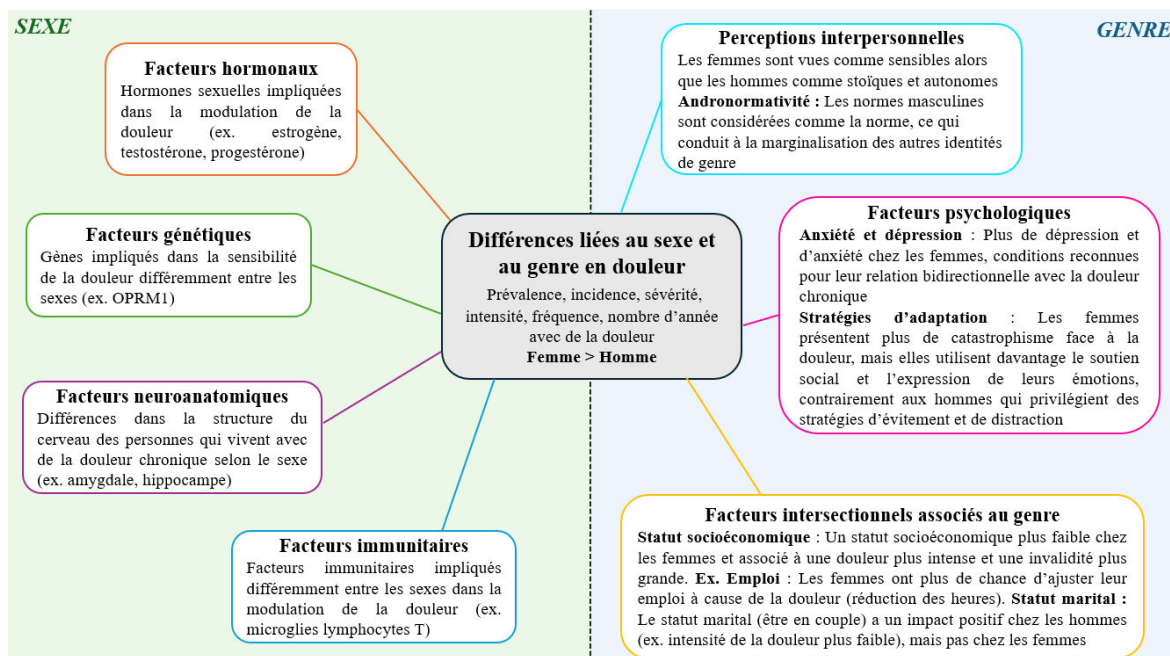 SEXE
Facteurs hormonaux
Hormones sexuelles impliquées
dans la modulation de la
douleur (ex. estrogène,
testostérone, progestérone)
Facteurs génétiques
Gènes impliqués dans la sensibilité
de la douleur différemment entre les
sexes (ex. OPRM1)
Facteurs neuroanatomiques
Différences dans la structure du
cerveau des personnes qui vivent avec
de la douleur chronique selon le sexe
(ex. amygdale, hippocampe)
Facteurs immunitaires
Facteurs immunitaires impliqués
différemment entre les sexes dans la
modulation de la douleur (ex.
microglies lymphocytes T)
Différences liées au sexe et
au genre en douleur
Prévalence, incidence, sévérité,
intensité, fréquence, nombre d'année
avec de la douleur
Femme > Homme
GENRE
Perceptions interpersonnelles
Les femmes sont vues comme sensibles alors
que les hommes comme stoïques et autonomes
Andronormativité : Les normes masculines
sont considérées comme la norme, ce qui
conduit à la marginalisation des autres identités
de genre
Facteurs psychologiques
Anxiété et dépression : Plus de dépression et
d'anxiété chez les femmes, conditions reconnues
pour leur relation bidirectionnelle avec la douleur
chronique
Stratégies d'adaptation : Les femmes
présentent plus de catastrophisme face à la
douleur, mais elles utilisent davantage le soutien
social et l'expression de leurs émotions,
contrairement aux hommes qui privilégient des
stratégies d'évitement et de distraction
Facteurs intersectionnels associés au genre
Statut socioéconomique : Un statut socioéconomique plus faible chez
les femmes et associé à une douleur plus intense et une invalidité plus
grande. Ex. Emploi : Les femmes ont plus de chance d'ajuster leur
emploi à cause de la douleur (réduction des heures). Statut marital :
Le statut marital (être en couple) a un impact positif chez les hommes
(ex. intensité de la douleur plus faible), mais pas chez les femmes